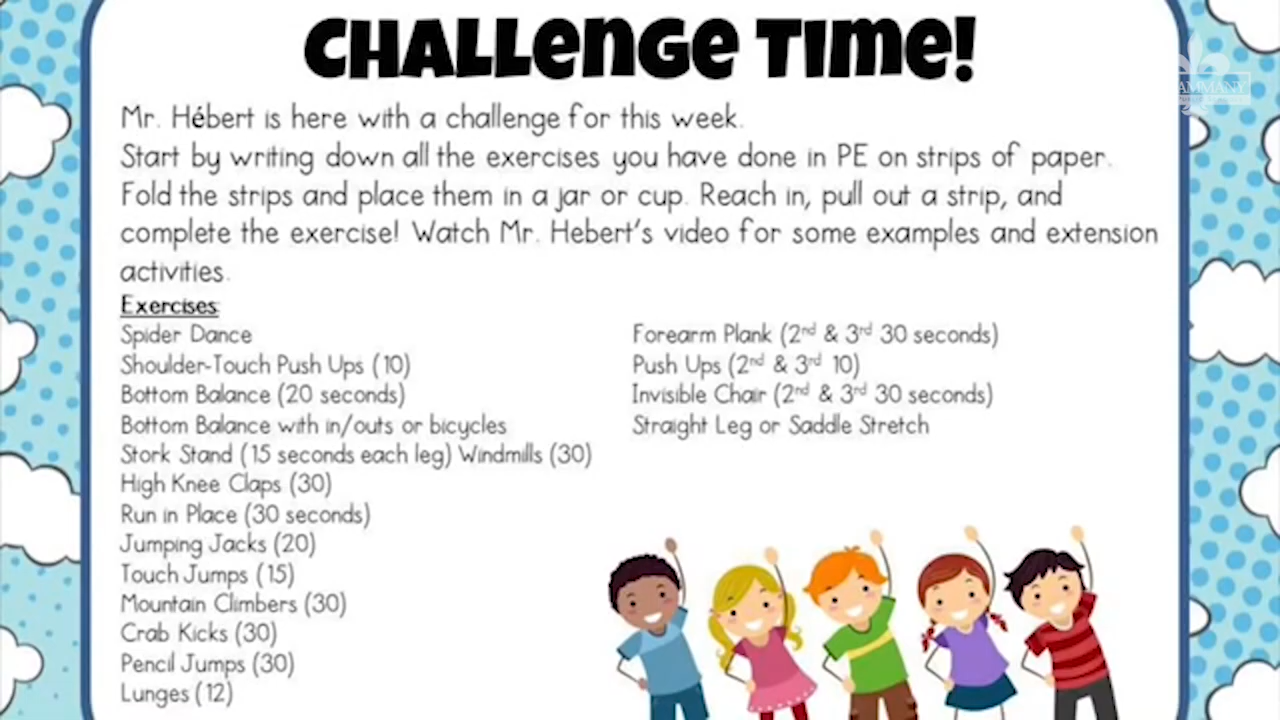 CHALLENGE TIME!
Mr. Hébert is here with a challenge for this week.
Start by writing down all the exercises you have done in PE on strips of paper.
Fold the strips and place them in a jar or cup. Reach in, pull out a strip, and
complete the exercise! Watch Mr. Hebert's video for some examples and extension
activities.
Exercises
Spider Dance
Shoulder-Touch Push Ups (10)
Bottom Balance (20 seconds)
Bottom Balance with in/outs or bicycles
Stork Stand (15 seconds each leg) Windmills (30)
High Knee Claps (30)
Run in Place (30 seconds)
Jumping Jacks (20)
Touch Jumps (15)
Mountain Climbers (30)
Crab Kicks (30)
Pencil Jumps (30)
Lunges (12)
Forearm Plank (2nd & 3rd 30 seconds)
Push Ups (2nd & 3rd 10)
Invisible Chair (2nd & 3rd 30 seconds)
Straight Leg or Saddle Stretch
AMMANY